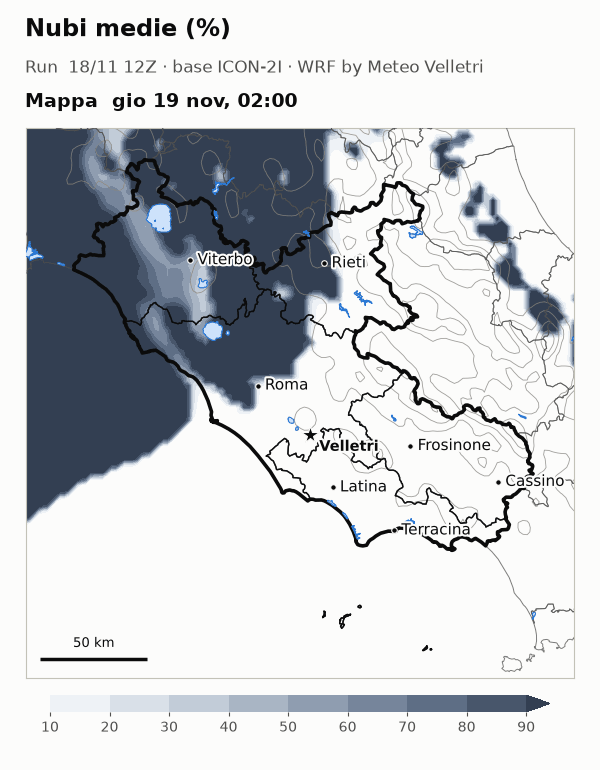 Nubi medie (%)
Run  18/11 12Z · base ICON-2I · WRF by Meteo Velletri
Mappa  gio 19 nov, 02:00
Viterbo
Rieti
Roma
Velletri
Frosinone
Cassino
Latina
Terracina
50 km
10 20 30 40 50 60 70 80 90